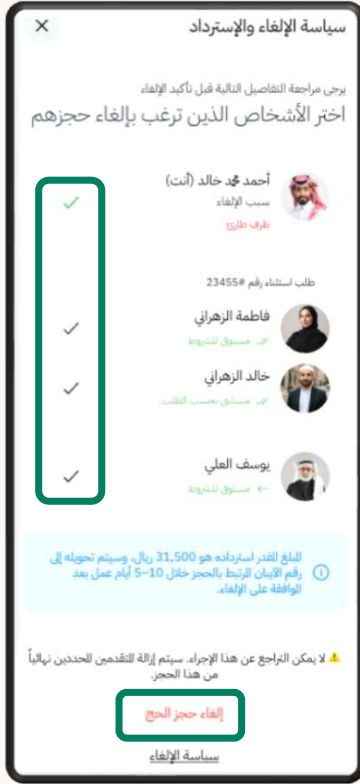 سياسة الإلغاء والإسترداد
يرجى مراجعة التفاصيل التالية قبل تأكيد الإلغاء
اختر الأشخاص الذين ترغب بإلغاء حجزهم
أحمد محمد خالد (أنت)
سبب الإلغاء
ظرف طارئ
طلب استثناء رقم #23455
فاطمة الزهراني
مستوفي للشروط
خالد الزهراني
مستثنى بحسب الطلب.
يوسف العلي
مستوفي للشروط
المبلغ المقدر استرداده هو 31,500 ريال، وسيتم تحويله إلى
رقم الآيبان المرتبط بالحجز خلال 10-5 أيام عمل بعد
الموافقة على الإلغاء.
لا يمكن التراجع عن هذا الإجراء. سيتم إزالة المتقدمين المحددين نهائياً
من هذا الحجز.
إلغاء حجز الحج
سياسة الإلغاء